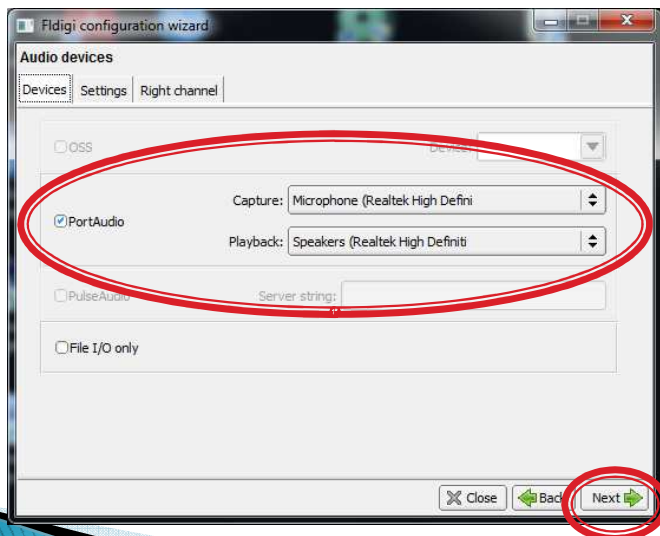 Fldigi configuration wizard
Audio devices
Devices Settings Right channel
OSS Device:
Capture: Microphone (Realtek High Defini
PortAudio
Playback: Speakers (Realtek High Definiti
PulseAudio Server string:
File I/O only
Close Back Next